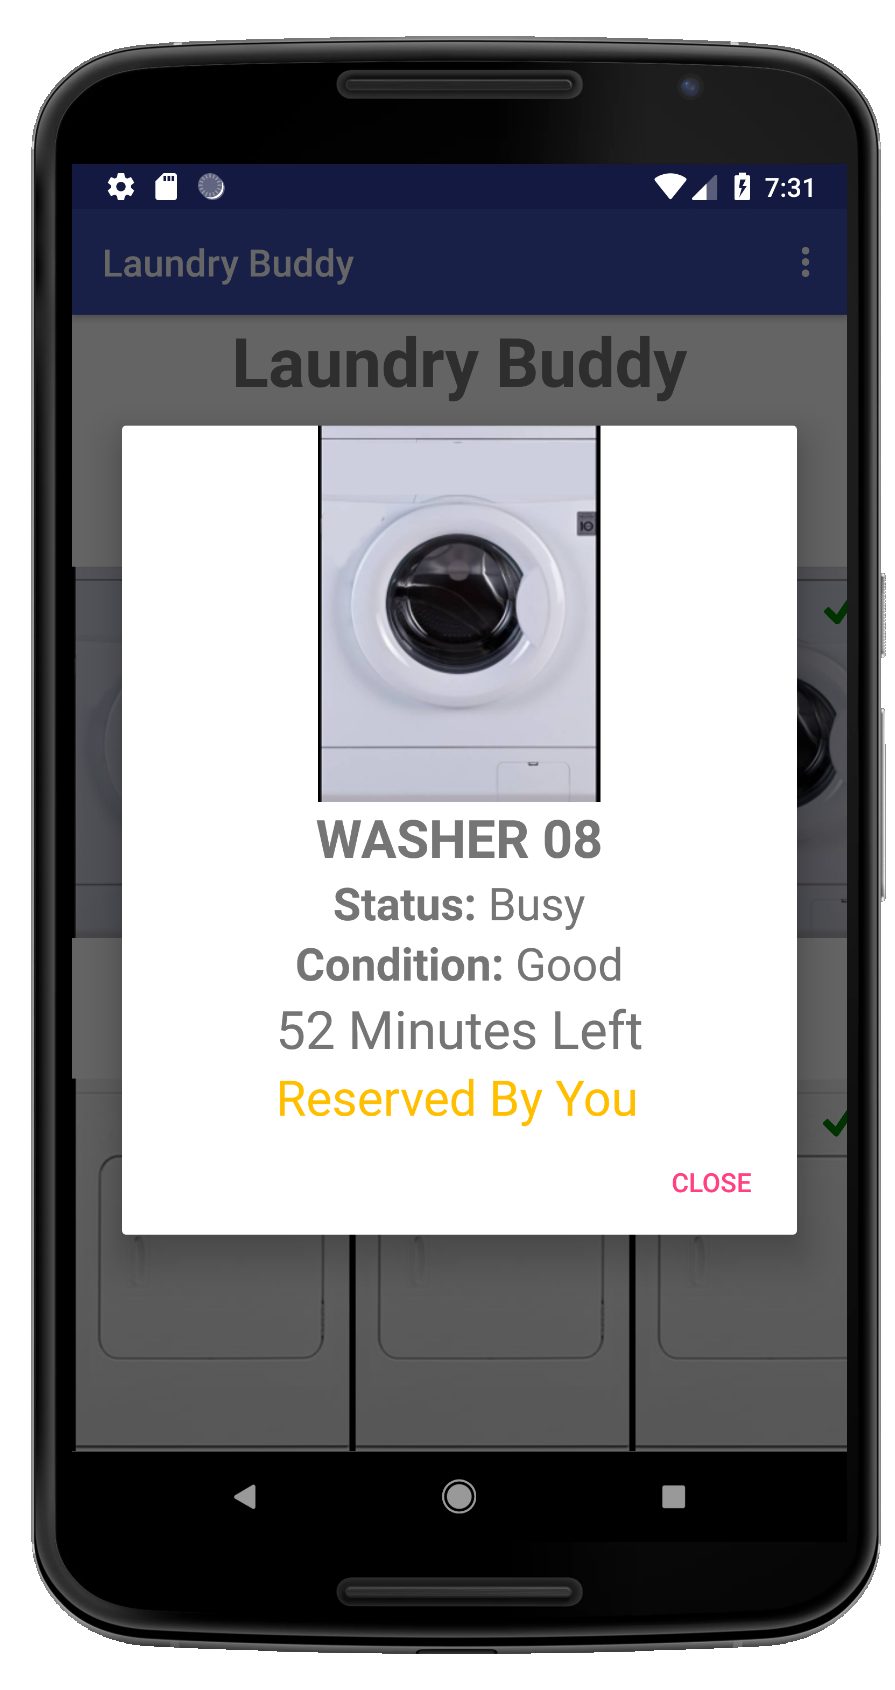 7:31
Laundry Buddy
Laundry Buddy
WASHER 08
Status: Busy
Condition: Good
52 Minutes Left
Reserved By You
CLOSE